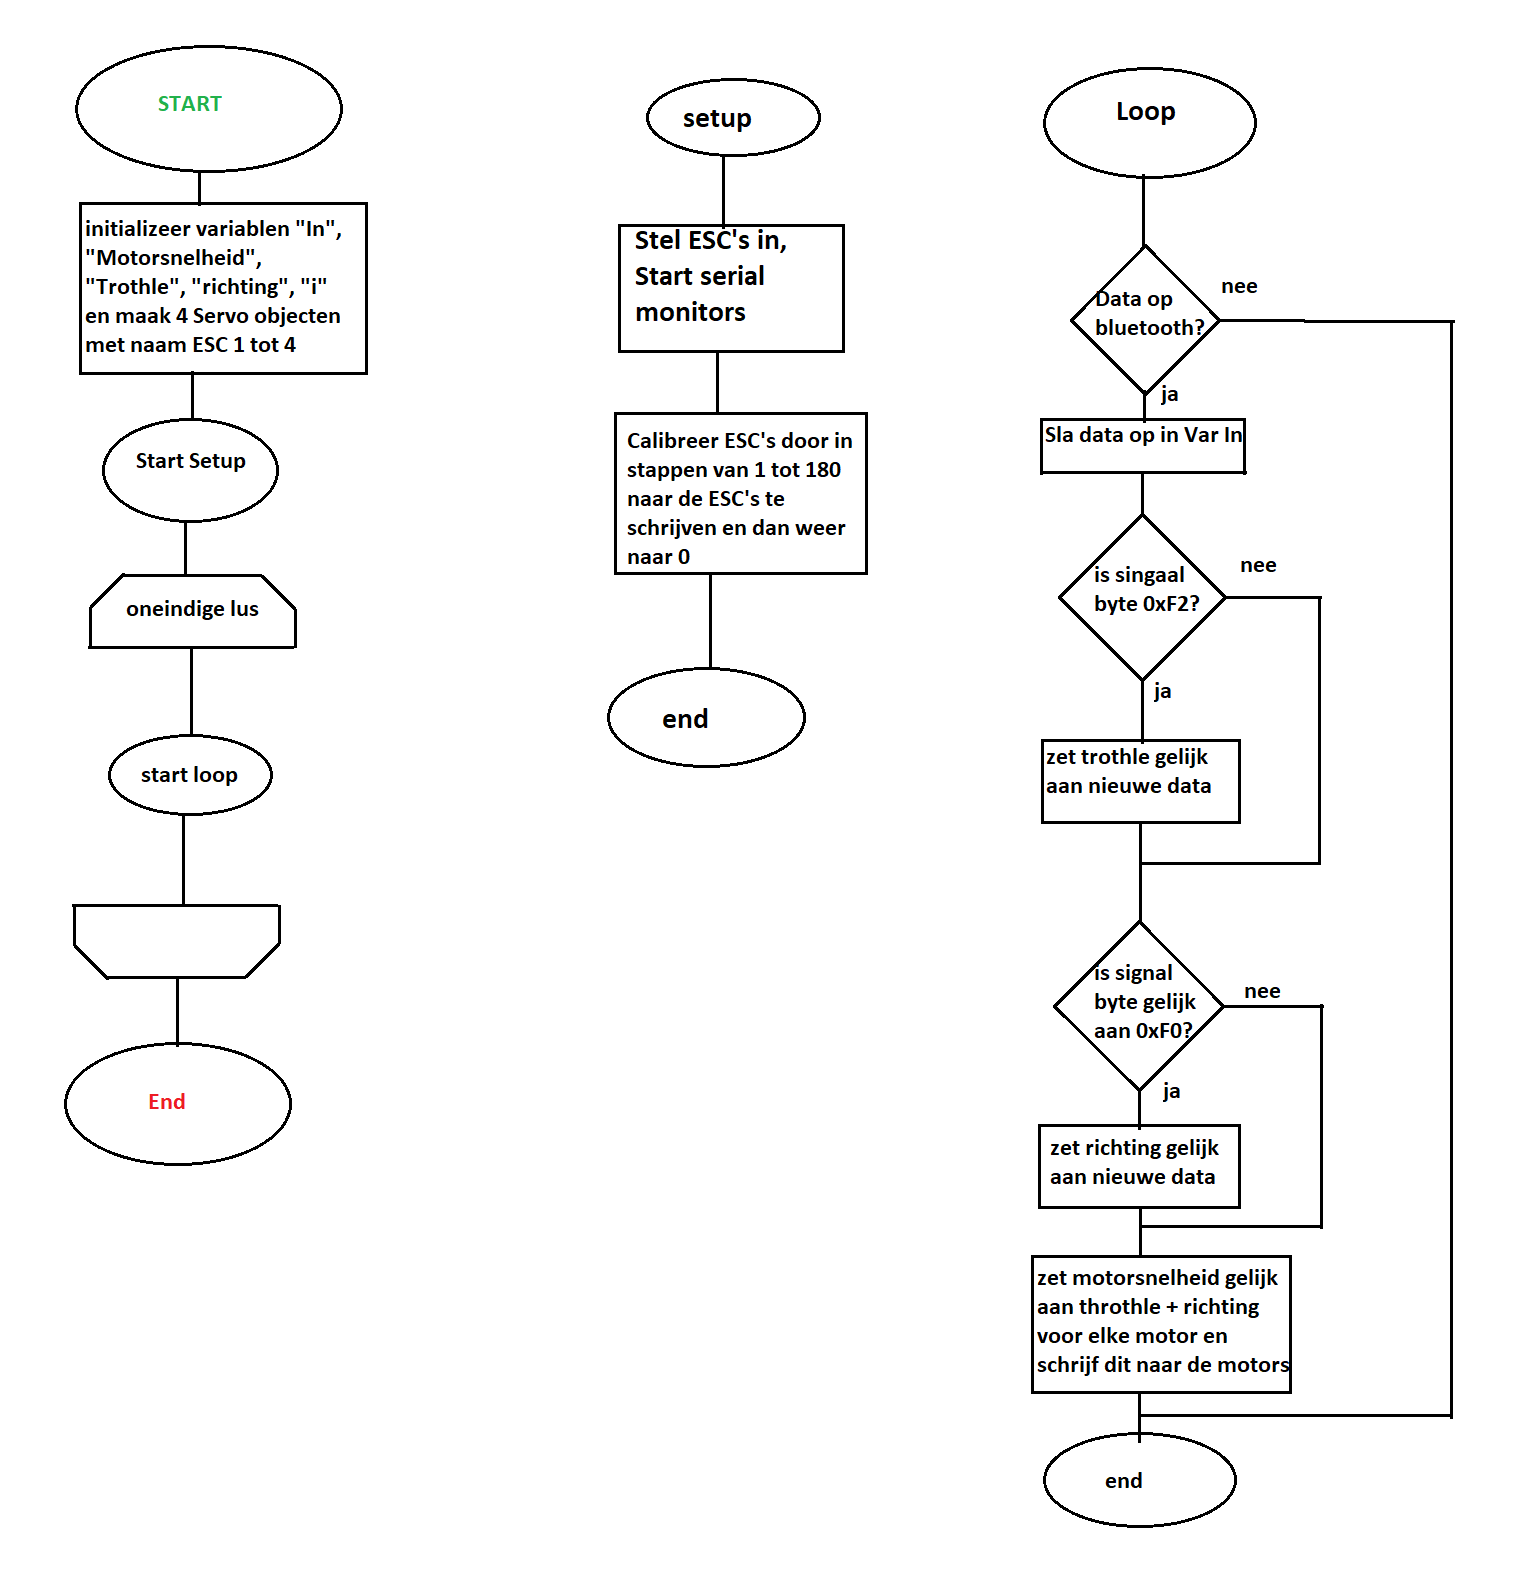 START
initializeer variablen "In",
"Motorsnelheid",
"Trothle", "richting", "i"
en maak 4 Servo objecten
met naam ESC 1 tot 4
Start Setup
oneindige lus
start loop
End
setup
Stel ESC's in,
Start serial
monitors
Calibreer ESC's door in
stappen van 1 tot 180
naar de ESC's te
schrijven en dan weer
naar 0
end
Loop
Data op
bluetooth?
nee
ja
Sla data op in Var In
is singaal
byte 0xF2?
nee
ja
zet trothle gelijk
aan nieuwe data
is signal
byte gelijk
aan 0xF0?
nee
ja
zet richting gelijk
aan nieuwe data
zet motorsnelheid gelijk
aan throthle + richting
voor elke motor en
schrijf dit naar de motors
end